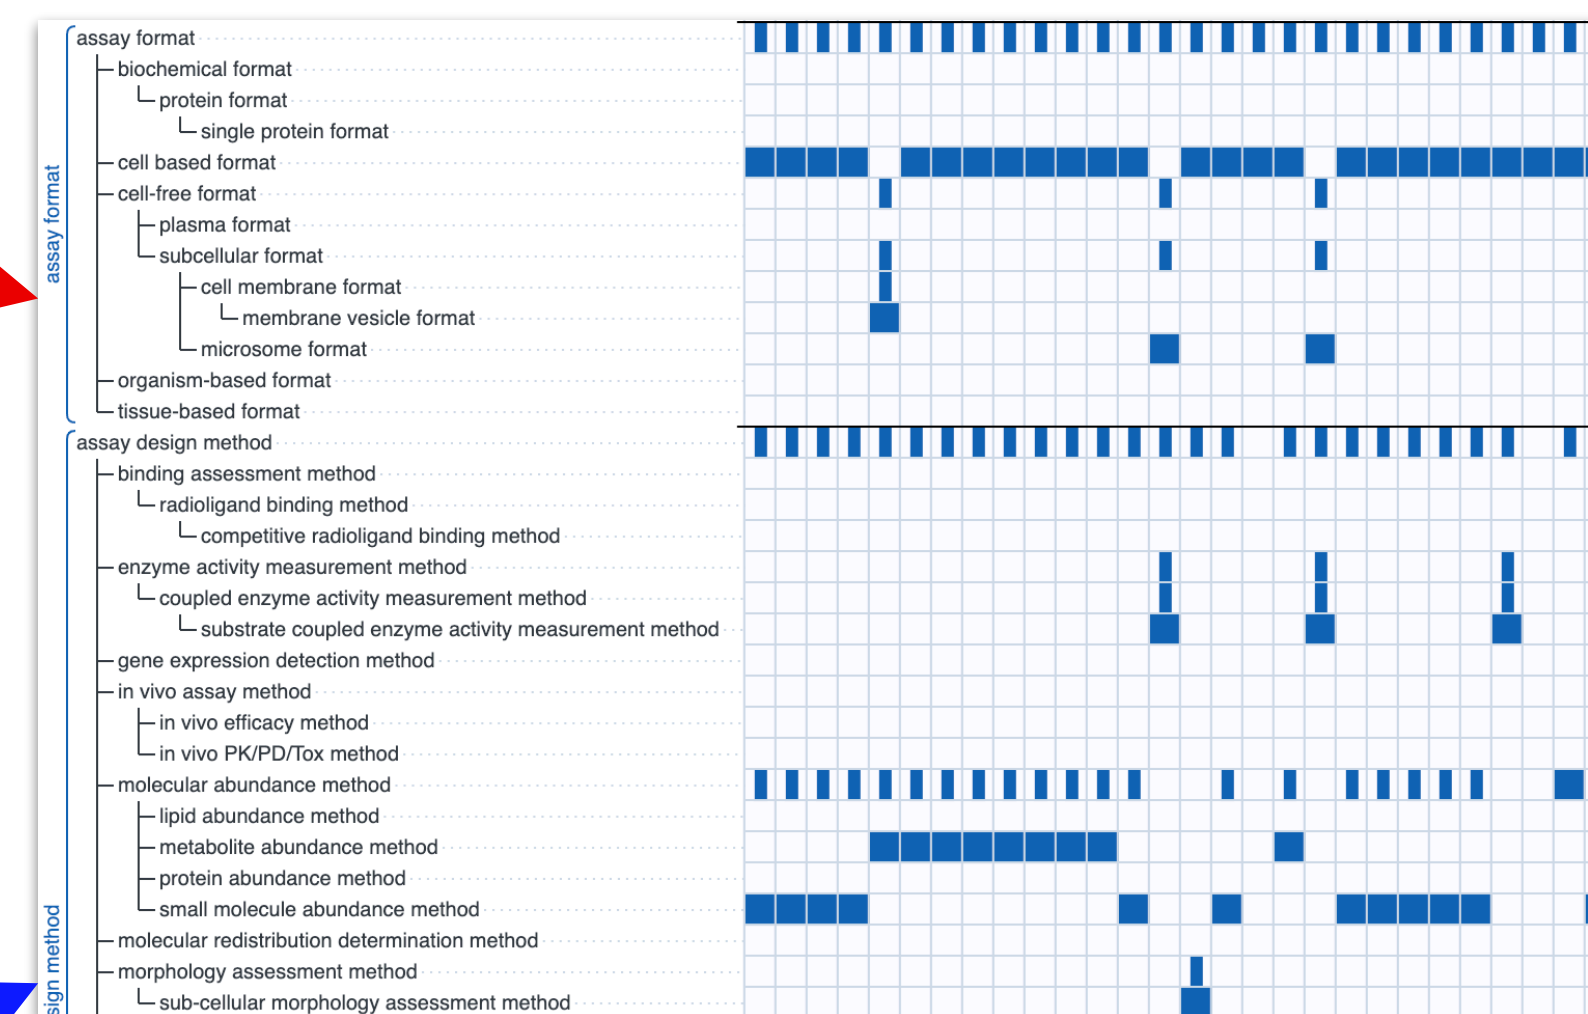 assay format
biochemical format
protein format
single protein format
cell based format
cell-free format
plasma format
subcellular format
cell membrane format
membrane vesicle format
microsome format
organism-based format
tissue-based format
assay format
assay design method
binding assessment method
radioligand binding method
competitive radioligand binding method
enzyme activity measurement method
coupled enzyme activity measurement method
substrate coupled enzyme activity measurement method
gene expression detection method
in vivo assay method
in vivo efficacy method
in vivo PK/PD/Tox method
molecular abundance method
lipid abundance method
metabolite abundance method
protein abundance method
small molecule abundance method
molecular redistribution determination method
morphology assessment method
sub-cellular morphology assessment method
sign method